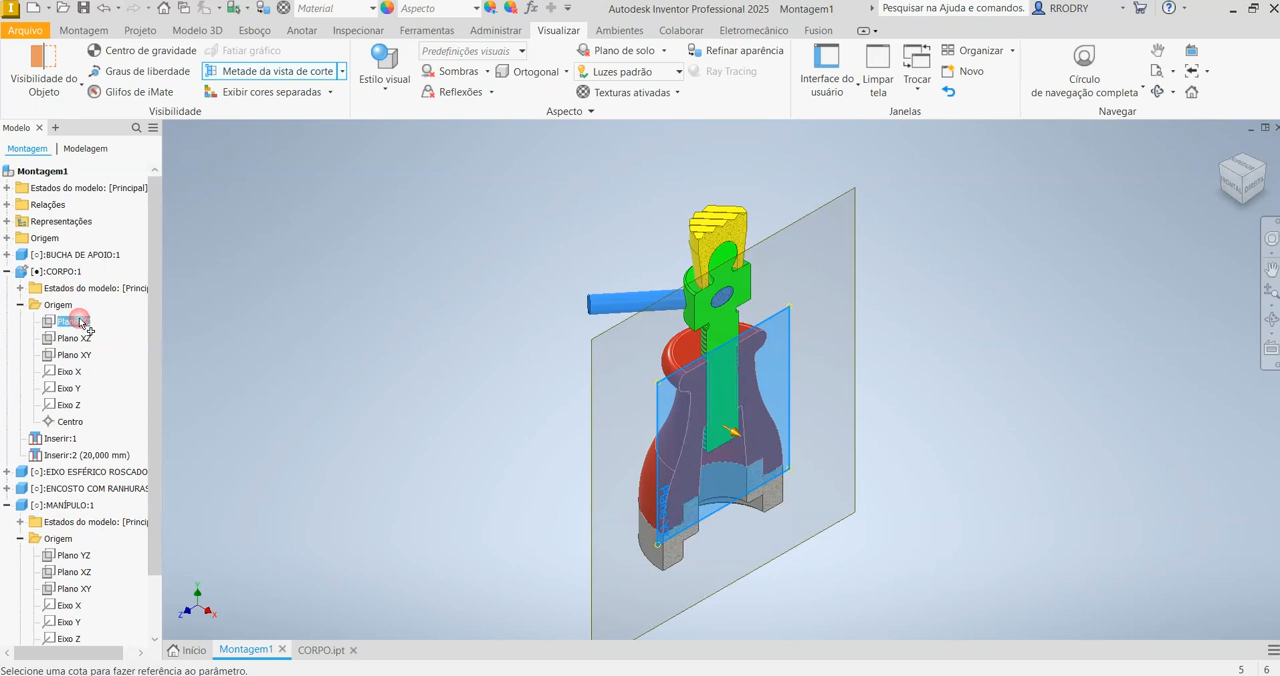 Material
Aspecto
Autodesk Inventor Professional 2025 Montagem1
Pesquisar na Ajuda e comandos.
RRODRY
Arquivo Montagem Projeto Modelo 3D Esboço Anotar Inspecionar Ferramentas Administrar Visualizar Ambientes Colaborar Eletromecânico Fusion
Visibilidade do
Objeto
Centro de gravidade
Graus de liberdade
Glifos de iMate
Fatiar gráfico
Metade da vista de corte
Exibir cores separadas
Visibilidade
Estilo visual
Predefinições visuais
Sombras
Reflexões
Ortogonal
Plano de solo
Luzes padrão
Texturas ativadas
Refinar aparência
Ray Tracing
Aspecto
Interface do
usuário
Limpar
tela
Trocar
Organizar
Novo
Janelas
Círculo
de navegação completa
Navegar
Modelo
Montagem Modelagem
Montagem1
Estados do modelo: [Principal]
Relações
Representações
Origem
[○]:BUCHA DE APOIO:1
[●]:CORPO:1
Estados do modelo: [Princip
Origem
Plano XZ
Plano XY
Eixo X
Eixo Y
Eixo Z
Centro
Inserir:1
Inserir:2 (20,000 mm)
[○]:EIXO ESFÉRICO ROSCADO
[○]:ENCOSTO COM RANHURAS
[○]:MANÍPULO:1
Estados do modelo: [Princip
Origem
Plano YZ
Plano XZ
Plano XY
Eixo X
Eixo Y
Eixo Z
FRONTAL
DIREITA
Y
Z
X
Início Montagem1 CORPO.ipt
Selecione uma cota para fazer referência ao parâmetro.
5 6